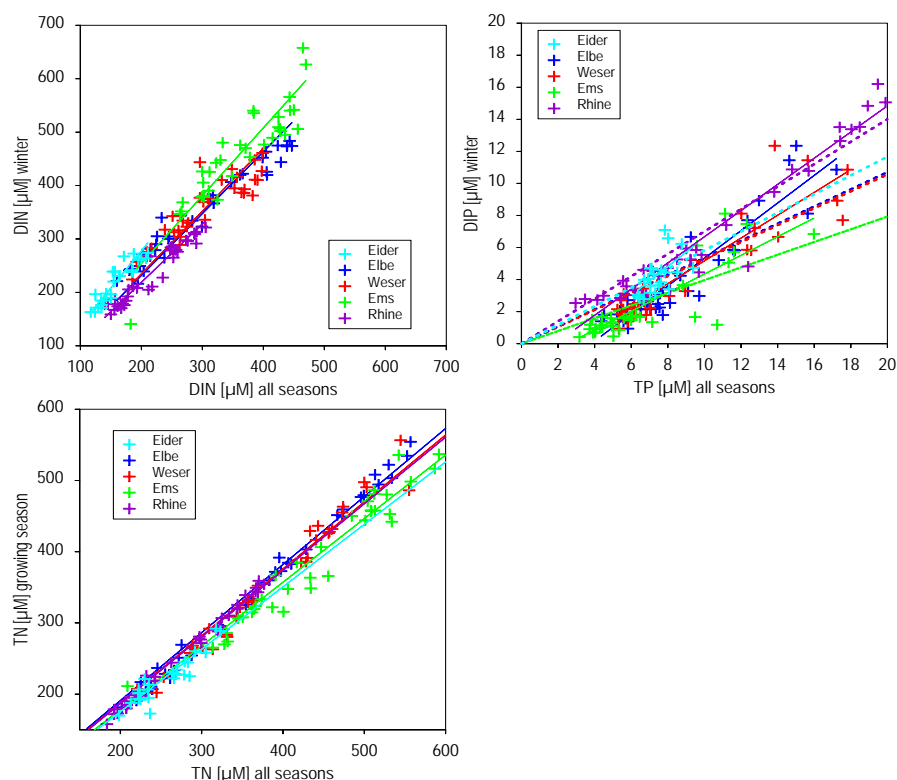 700
600
500
400
300
200
100
100
200
300
400
500
600
700
DIN [µM] winter
DIN [µM] all seasons
Eider
Elbe
Weser
Ems
Rhine
20
18
16
14
12
10
8
6
4
2
0
0
2
4
6
8
10
12
14
16
18
20
DIP [µM] winter
TP [µM] all seasons
Eider
Elbe
Weser
Ems
Rhine
600
500
400
300
200
200
300
400
500
600
TN [µM] growing season
TN [µM] all seasons
Eider
Elbe
Weser
Ems
Rhine